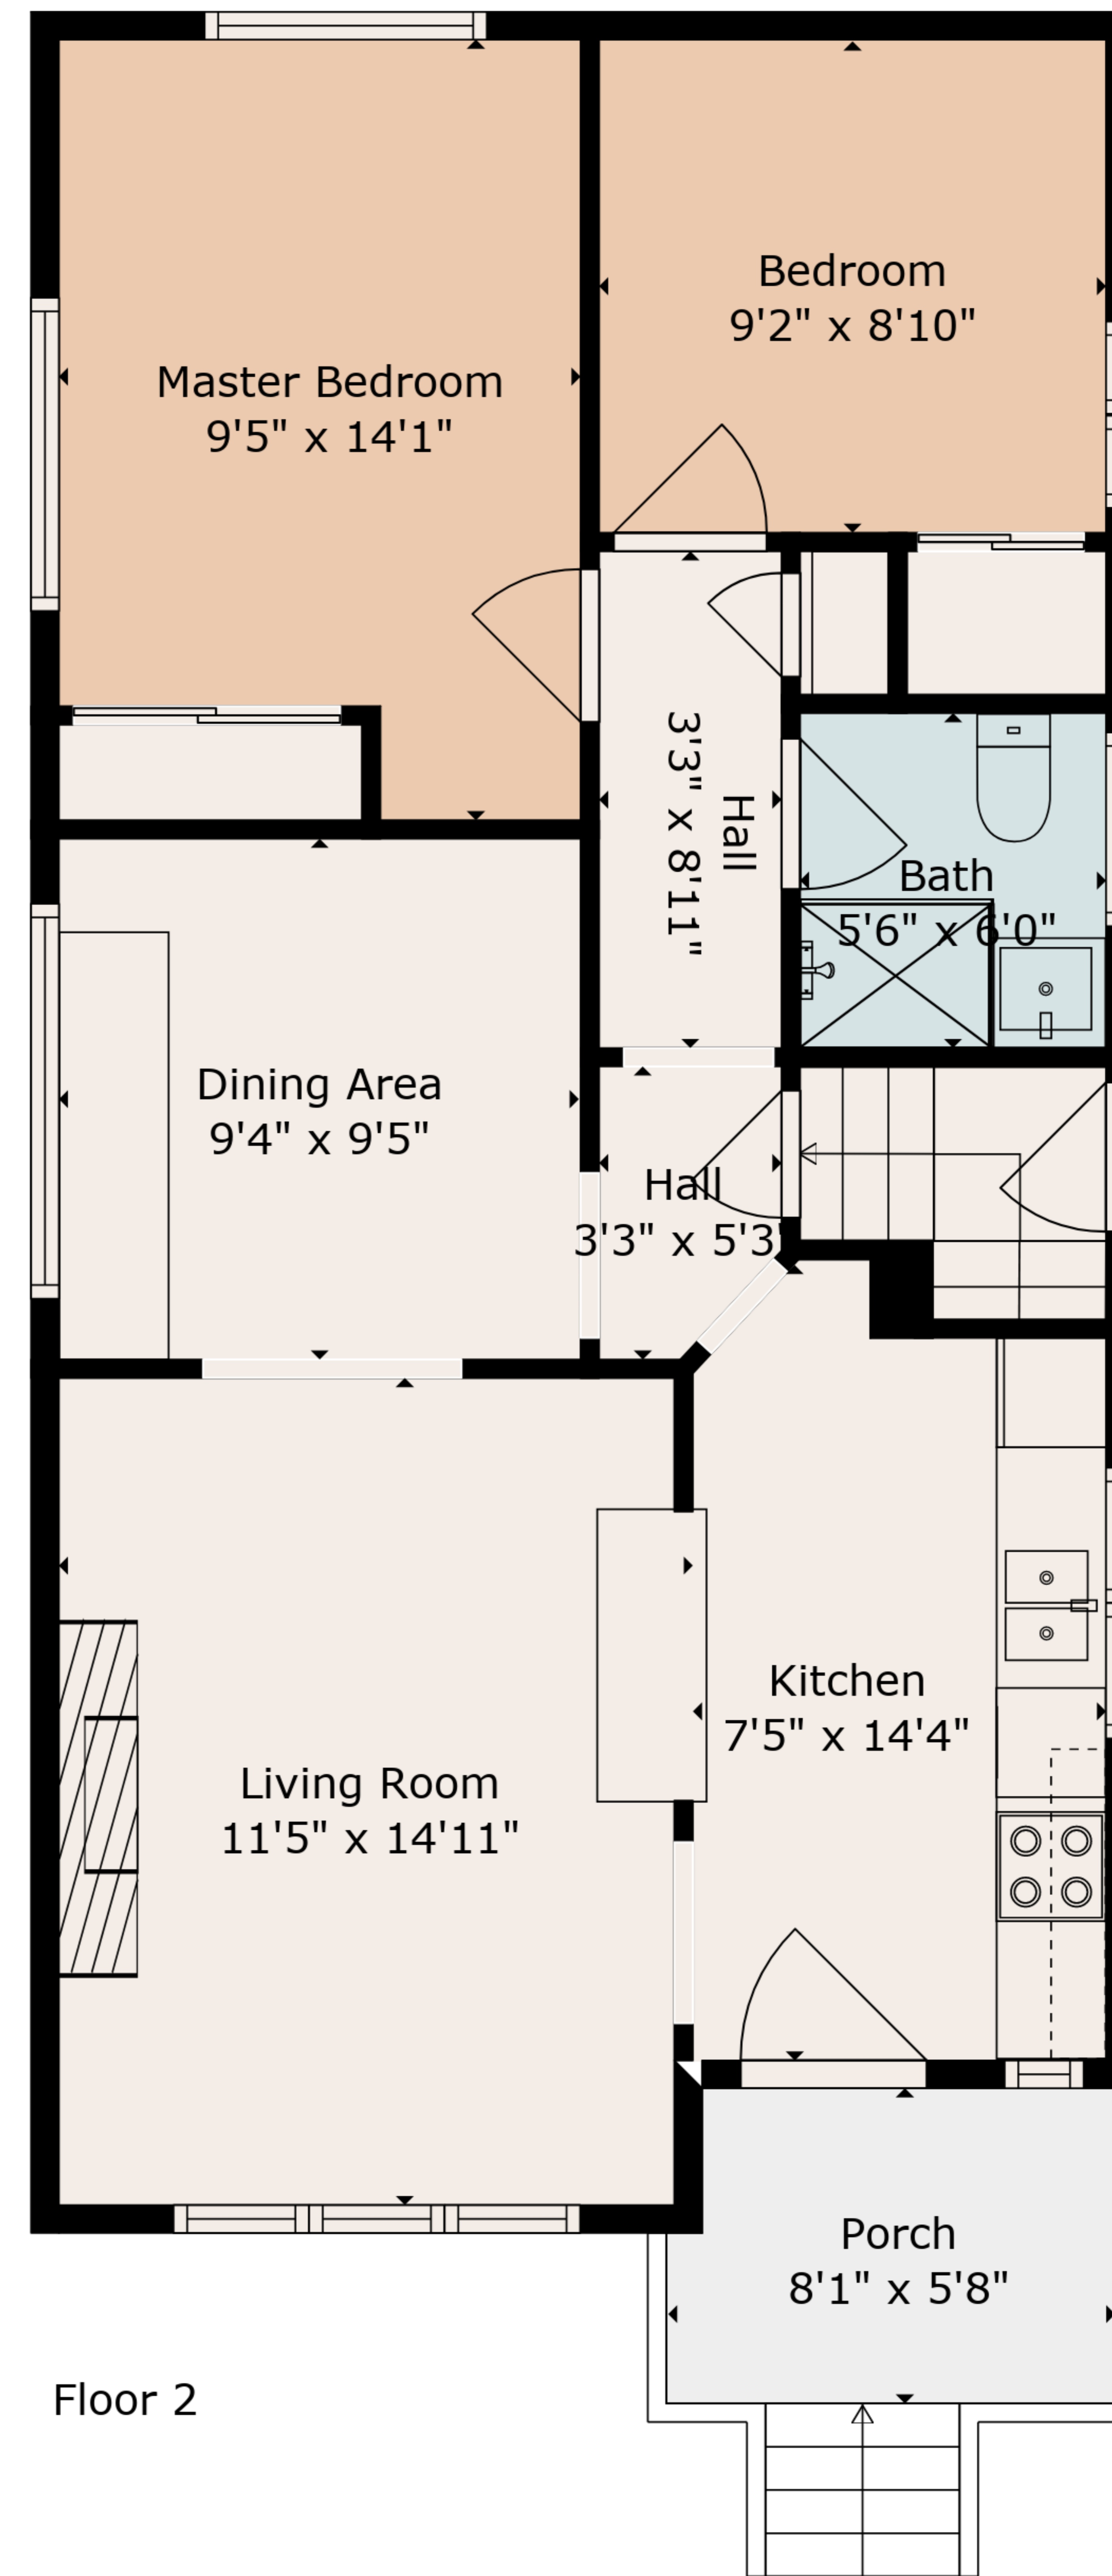 Bedroom
9'2" x 8'10"
Master Bedroom
9'5" x 14'1"
Hall
3'3" x 8'11"
Bath
5'6" x 6'0"
Dining Area
9'4" x 9'5"
Hall
3'3" x 5'3"
Kitchen
7'5" x 14'4"
Living Room
11'5" x 14'11"
Porch
8'1" x 5'8"
Floor 2